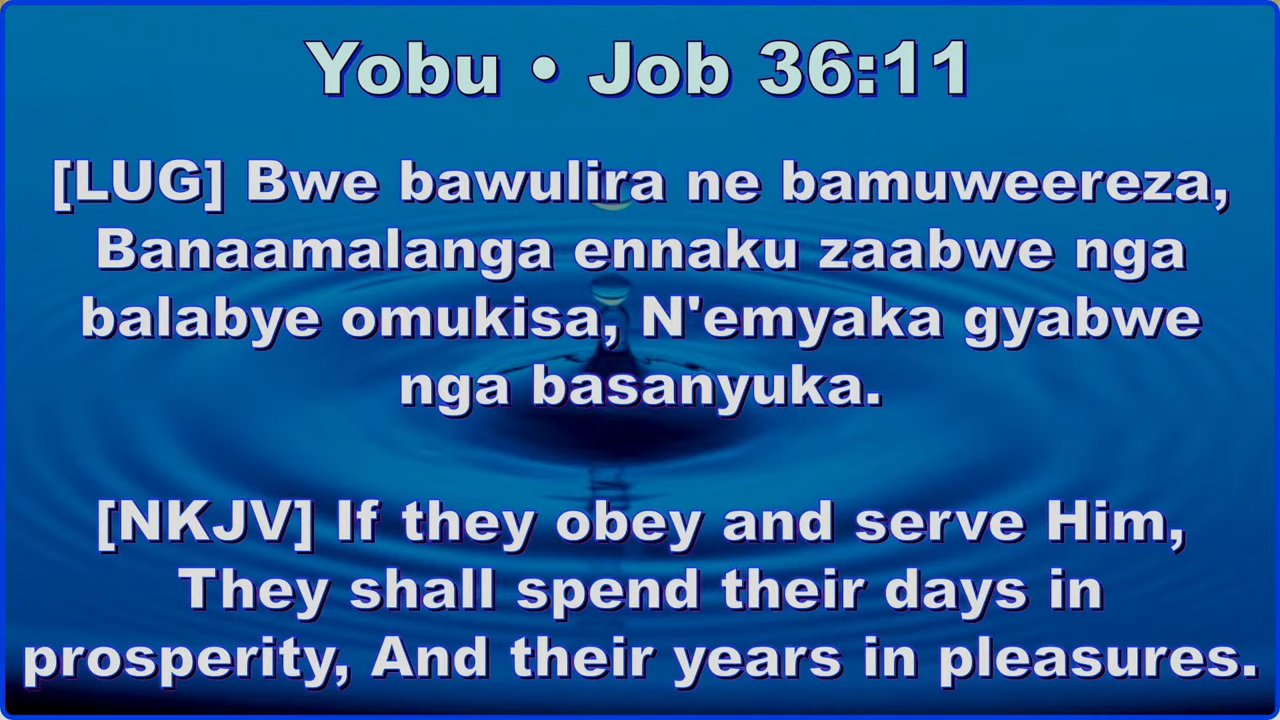 Yobu • Job 36:11
[LUG] Bwe bawulira ne bamuweereza,
Banaamalanga ennaku zaabwe nga
balabye omukisa, N'emyaka gyabwe
nga basanyuka.
[NKJV] If they obey and serve Him,
They shall spend their days in
prosperity, And their years in pleasures.